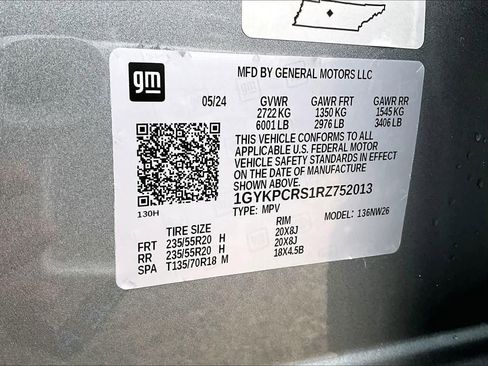 gm
MFD BY GENERAL MOTORS LLC
05/24 GVWR GAWR FRT GAWR RR
2722 KG 1350 KG 1545 KG
6001 LB 2976 LB 3406 LB
THIS VEHICLE CONFORMS TO ALL
APPLICABLE U.S. FEDERAL MOTOR
VEHICLE SAFETY STANDARDS IN EFFECT
ON THE DATE OF MANUFACTURE
SHOWN ABOVE.
1GYKPCRS1RZ752013
130H
TYPE: MPV MODEL: 136NW26
TIRE SIZE RIM
FRT 235/55R20 H 20X8J
RR 235/55R20 H 20X8J
SPA T135/70R18 M 18X4.5B